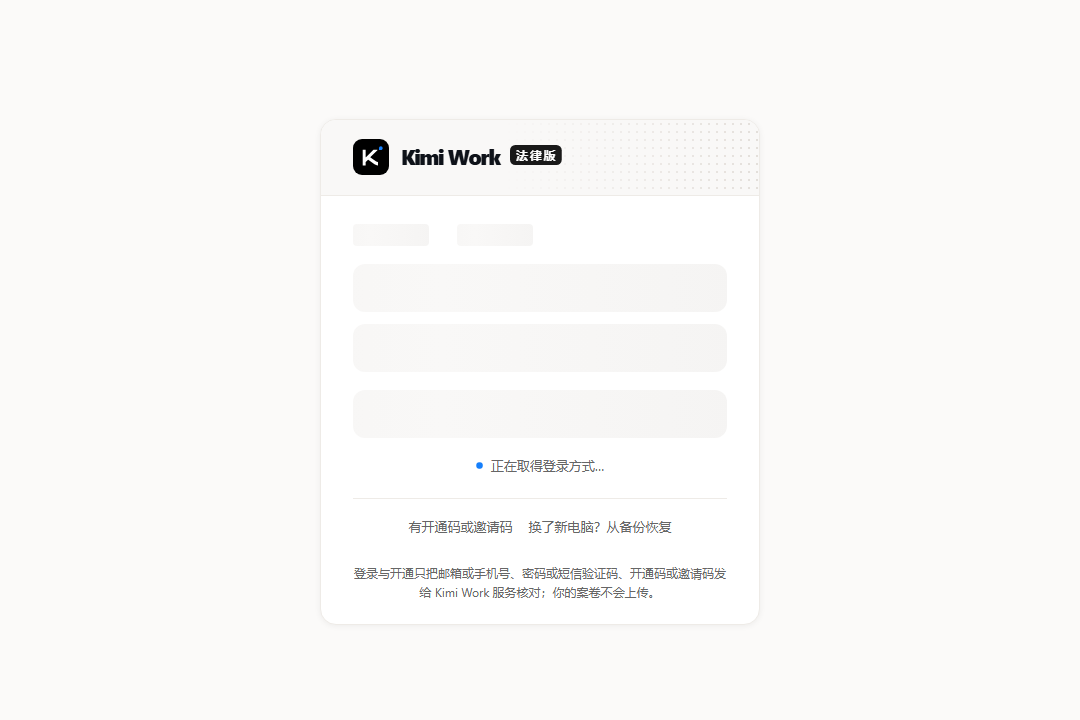 Kimi Work 法律版
正在取得登录方式...
有开通码或邀请码 换了新电脑？从备份恢复
登录与开通只把邮箱或手机号、密码或短信验证码、开通码或邀请码发
给 Kimi Work 服务核对；你的案卷不会上传。